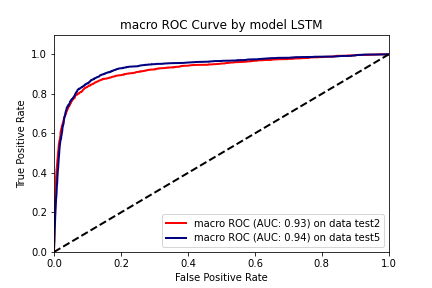 macro ROC Curve by model LSTM
True Positive Rate
1.0
0.8
0.6
0.4
0.2
0.0
macro ROC (AUC: 0.93) on data test2
macro ROC (AUC: 0.94) on data test5
0.0 0.2 0.4 0.6 0.8 1.0
False Positive Rate